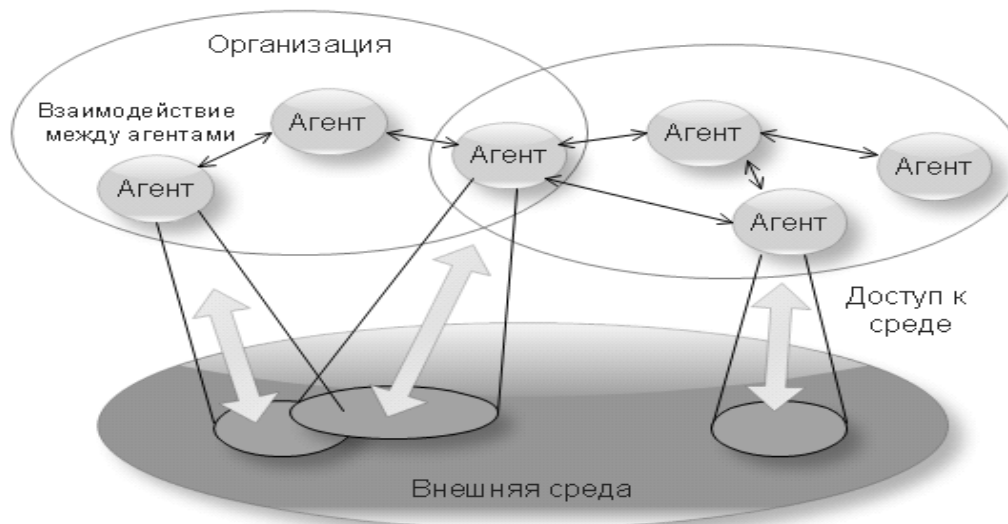 Организация
Взаимодействие
между агентами
Агент
Агент
Агент
Агент
Агент
Агент
Доступ к
среде
Внешняя среда